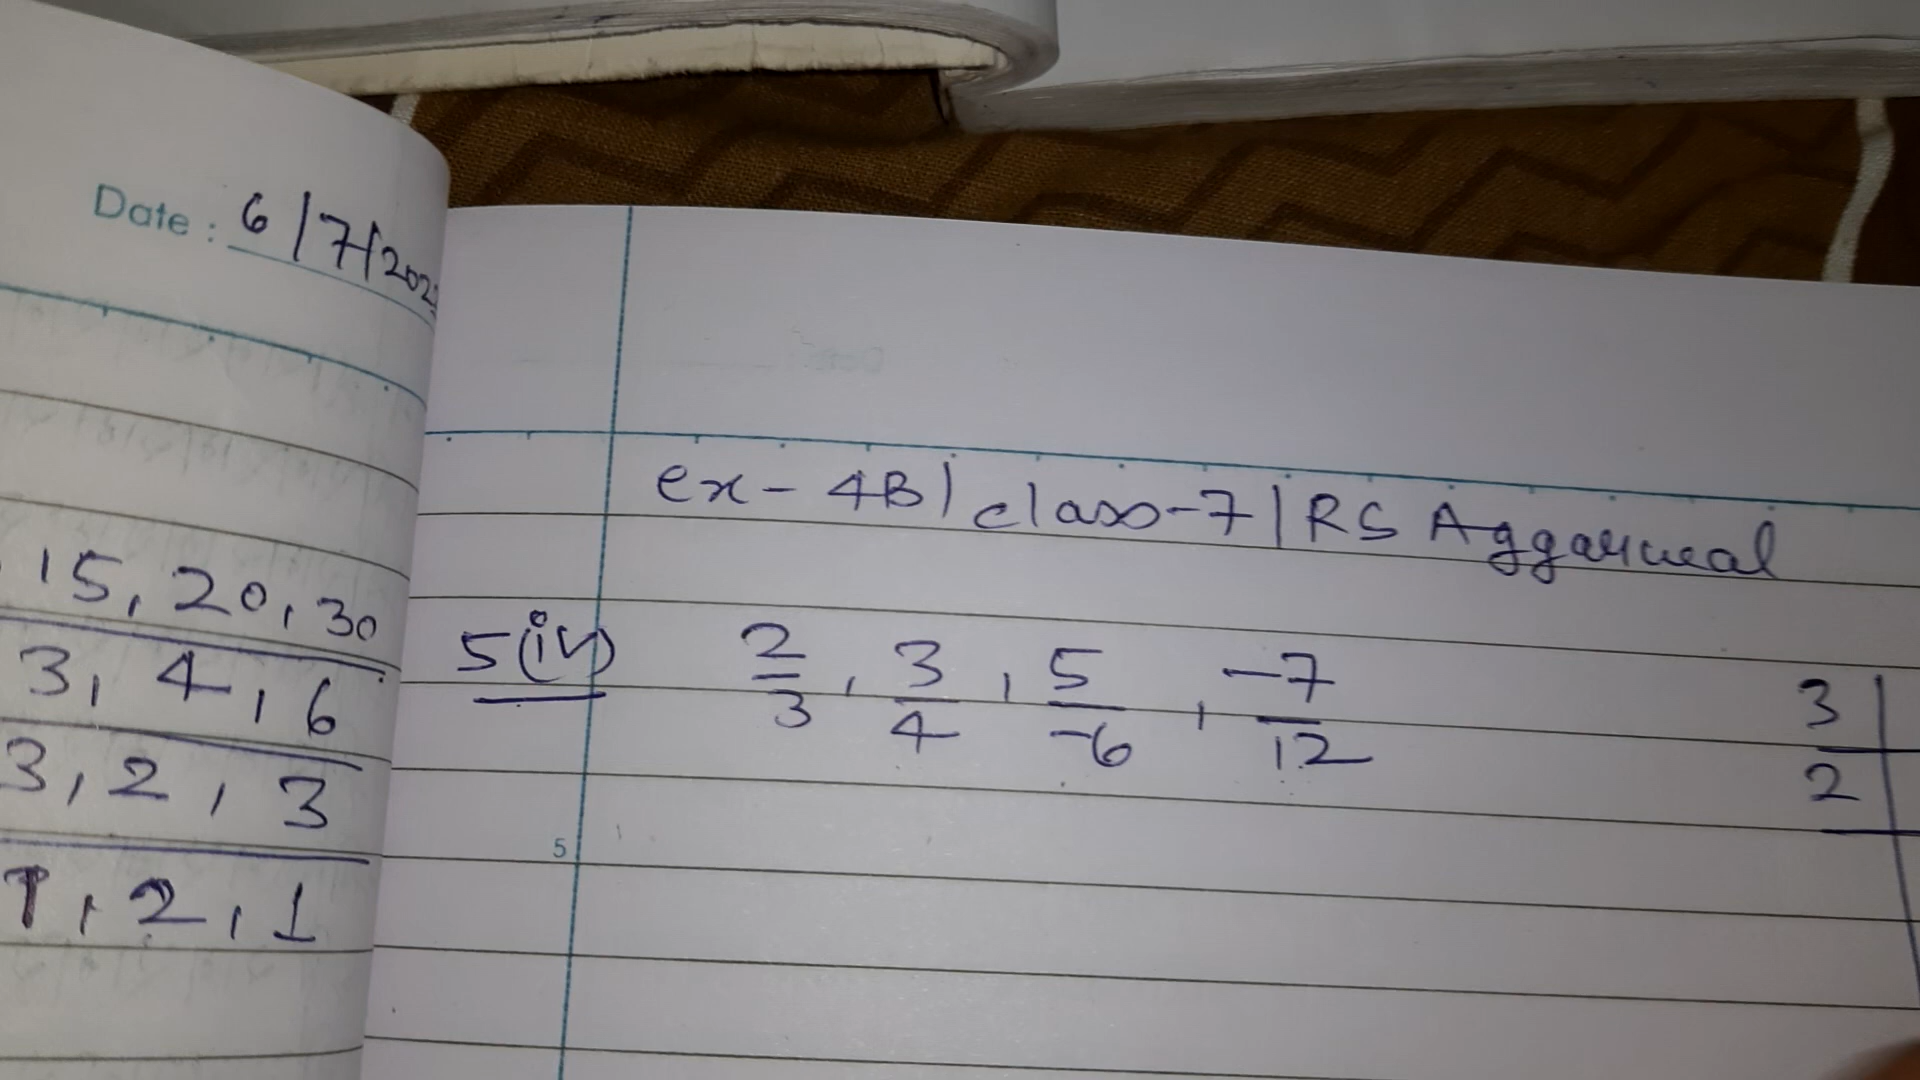 Date : 6/7/202
15, 20, 30
3, 4, 6
3, 2, 3
1, 2, 1
ex- 4B | class-7 | RS Aggarwal
5(iv) 2/3, 3/4, 5/-6, -7/12
3
2
5